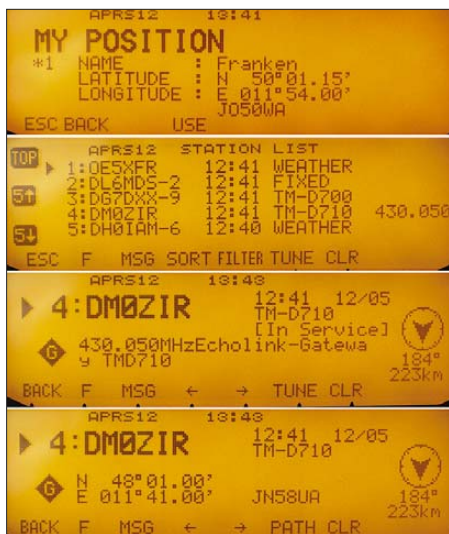 APRS12 13:41
MY POSITION
*1 NAME : Franken
LATITUDE : N 50°01.15'
LONGITUDE : E 011°54.00'
JO50WA
ESC BACK USE
APRS12 STATION LIST
TOP 1:OE5XFR 12:41 WEATHER
2:DL6MDS-2 12:41 FIXED
5↑ 3:DG7DXX-9 12:41 TM-D700
4:DM0ZIR 12:41 TM-D710 430.050
5↓ 5:DH0IAM-6 12:40 WEATHER
ESC F MSG SORT FILTER TUNE CLR
APRS12 13:43
4:DM0ZIR 12:41 12/05
TM-D710
[In Service]
G 430.050MHzEcholink-Gatewa
y TMD710 184°
223km
BACK F MSG ← → TUNE CLR
APRS12 13:43
4:DM0ZIR 12:41 12/05
TM-D710
G N 48°01.00'
E 011°41.00' JN58UA 184°
223km
BACK F MSG ← → PATH CLR